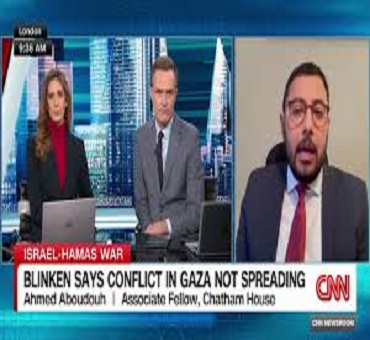 London
9:36 AM
ISRAEL-HAMAS WAR
BLINKEN SAYS CONFLICT IN GAZA NOT SPREADING
Ahmed Aboudouh | Associate Fellow, Chatham House
CNN
CNN NEWSROOM